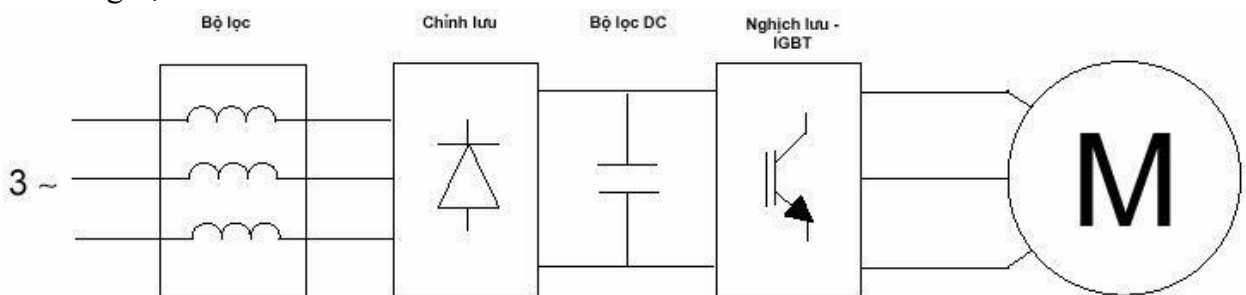 Bộ lọc
Chỉnh lưu
Bộ lọc DC
Nghịch lưu -
IGBT
3 ~
M